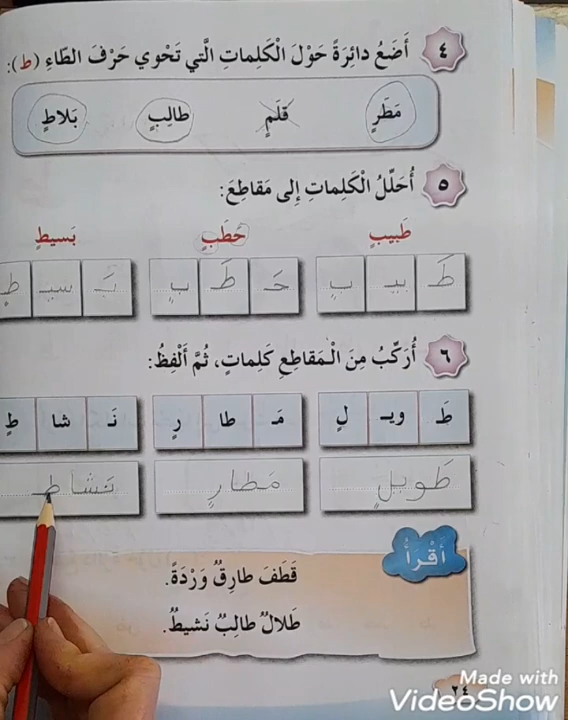 ٤ أَضَعُ دائِرَةً حَوْلَ الْكَلِماتِ الَّتي تَحْوي حَرْفَ الطّاءِ (ط):
مَطَرٍ قَلَمٍ طالِبٍ بَلاطٍ
٥ أُحَلِّلُ الْكَلِماتِ إِلى مَقاطِعَ:
طَبيبٍ حَطَبٍ بَسيطٍ
طَ بيـ بٍ حَـ طَـ بٍ بَـ سيـ طٍ
٦ أُرَكِّبُ مِنَ الْمَقاطِعِ كَلِماتٍ، ثُمَّ أَلْفِظُ:
طَـ ويـ لٍ مَـ طا رٍ نَـ شا طٍ
طَويلٍ مَطارٍ نَشاطٍ
أَقْرَأُ
قَطَفَ طارِقٌ وَرْدَةً.
طَلالٌ طالِبٌ نَشيطٌ.
٢٤
Made with
VideoShow